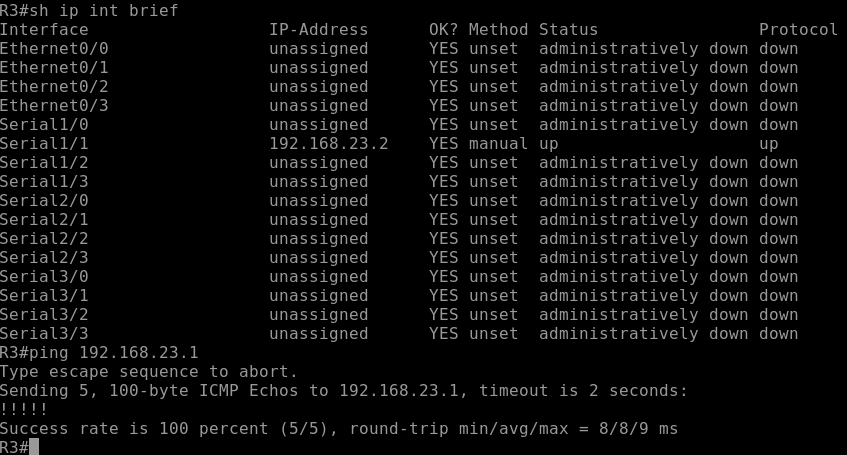 R3#sh ip int brief
Interface                  IP-Address      OK? Method Status                Protocol
Ethernet0/0                unassigned      YES unset  administratively down down
Ethernet0/1                unassigned      YES unset  administratively down down
Ethernet0/2                unassigned      YES unset  administratively down down
Ethernet0/3                unassigned      YES unset  administratively down down
Serial1/0                  unassigned      YES unset  administratively down down
Serial1/1                  192.168.23.2    YES manual up                    up
Serial1/2                  unassigned      YES unset  administratively down down
Serial1/3                  unassigned      YES unset  administratively down down
Serial2/0                  unassigned      YES unset  administratively down down
Serial2/1                  unassigned      YES unset  administratively down down
Serial2/2                  unassigned      YES unset  administratively down down
Serial2/3                  unassigned      YES unset  administratively down down
Serial3/0                  unassigned      YES unset  administratively down down
Serial3/1                  unassigned      YES unset  administratively down down
Serial3/2                  unassigned      YES unset  administratively down down
Serial3/3                  unassigned      YES unset  administratively down down
R3#ping 192.168.23.1
Type escape sequence to abort.
Sending 5, 100-byte ICMP Echos to 192.168.23.1, timeout is 2 seconds:
!!!!!
Success rate is 100 percent (5/5), round-trip min/avg/max = 8/8/9 ms
R3#